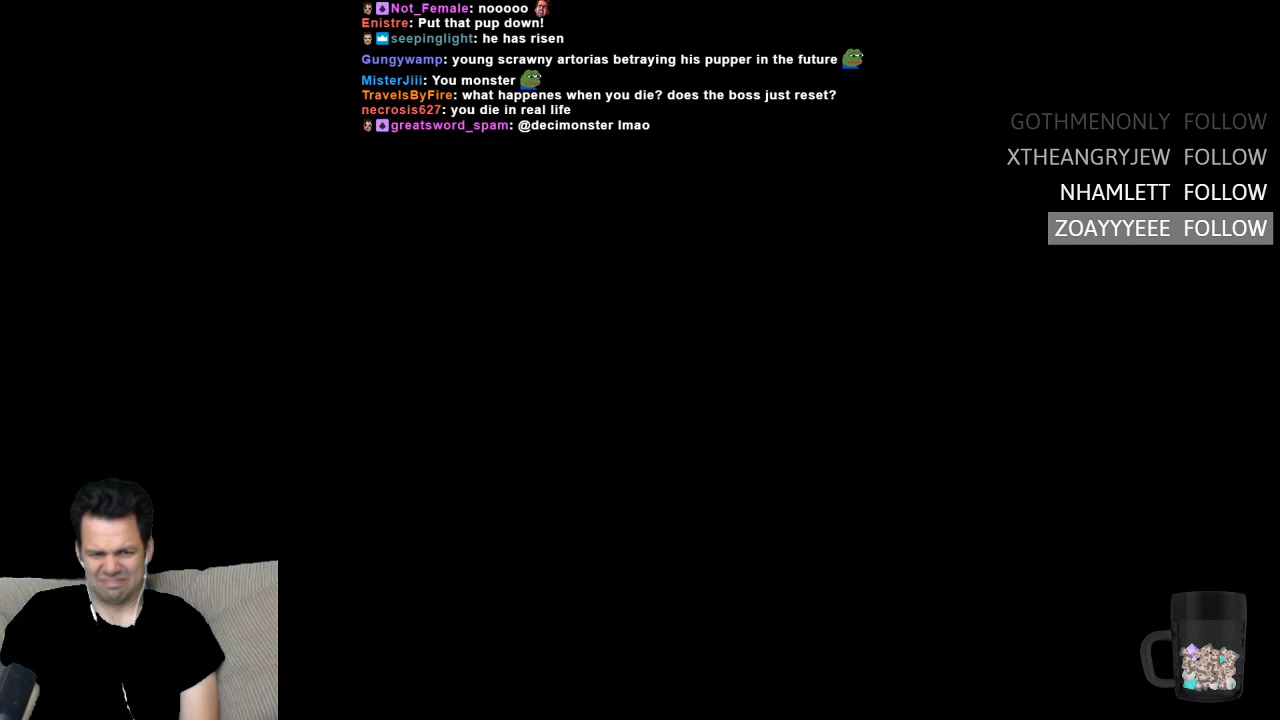 Not_Female: nooooo
Enistre: Put that pup down!
seepinglight: he has risen
Gungywamp: young scrawny artorias betraying his pupper in the future
MisterJiii: You monster
TravelsByFire: what happenes when you die? does the boss just reset?
necrosis627: you die in real life
greatsword_spam: @decimonster lmao
GOTHMENONLY FOLLOW
XTHEANGRYJEW FOLLOW
NHAMLETT FOLLOW
ZOAYYYEEE FOLLOW